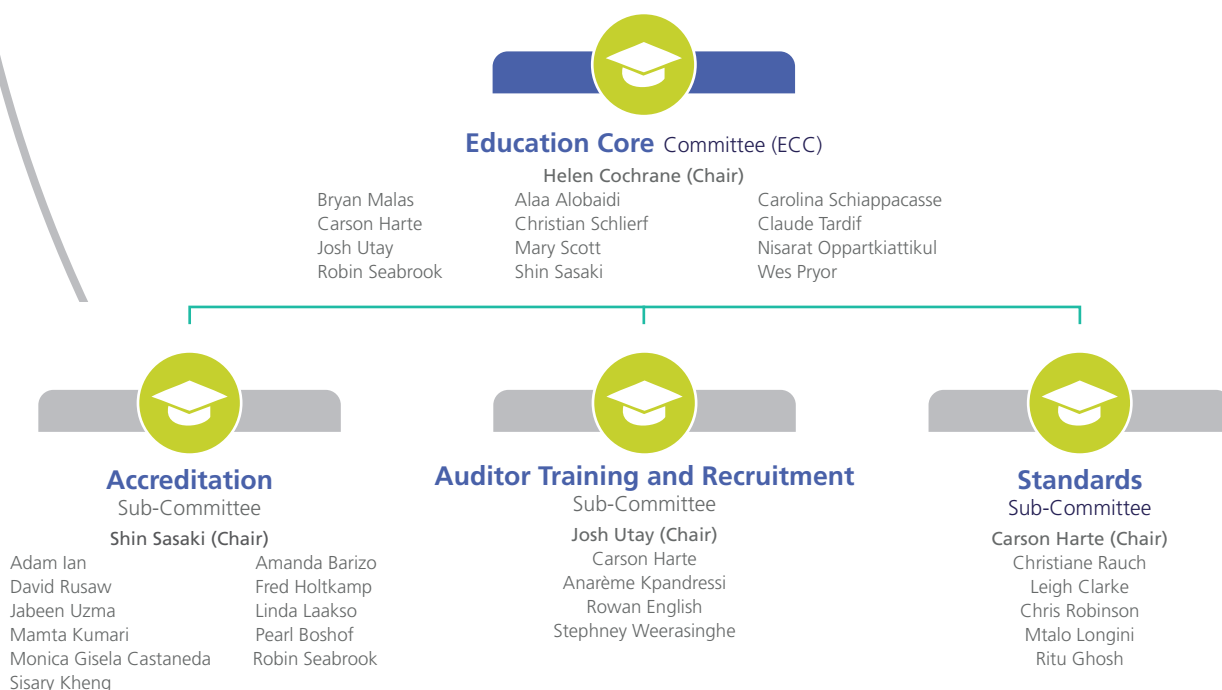 Education Core Committee (ECC)
Helen Cochrane (Chair)
Bryan Malas
Carson Harte
Josh Utay
Robin Seabrook
Alaa Alobaidi
Christian Schlierf
Mary Scott
Shin Sasaki
Carolina Schiappacasse
Claude Tardif
Nisarat Oppartkiattikul
Wes Pryor
Accreditation
Sub-Committee
Shin Sasaki (Chair)
Adam Ian
David Rusaw
Jabeen Uzma
Mamta Kumari
Monica Gisela Castaneda
Sisary Kheng
Amanda Barizo
Fred Holtkamp
Linda Laakso
Pearl Boshof
Robin Seabrook
Auditor Training and Recruitment
Sub-Committee
Josh Utay (Chair)
Carson Harte
Anarème Kpandressi
Rowan English
Stephney Weerasinghe
Standards
Sub-Committee
Carson Harte (Chair)
Christiane Rauch
Leigh Clarke
Chris Robinson
Mtalo Longini
Ritu Ghosh